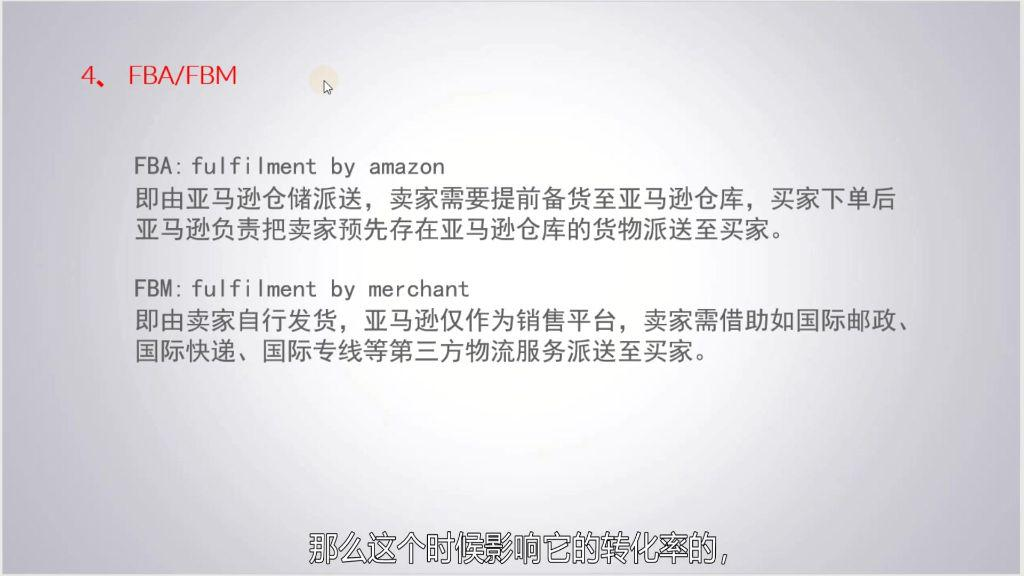 4、 FBA/FBM
FBA: fulfilment by amazon
即由亚马逊仓储派送，卖家需要提前备货至亚马逊仓库，买家下单后
亚马逊负责把卖家预先存在亚马逊仓库的货物派送至买家。
FBM: fulfilment by merchant
即由卖家自行发货，亚马逊仅作为销售平台，卖家需借助如国际邮政、
国际快递、国际专线等第三方物流服务派送至买家。
那么这个时候影响它的转化率的，